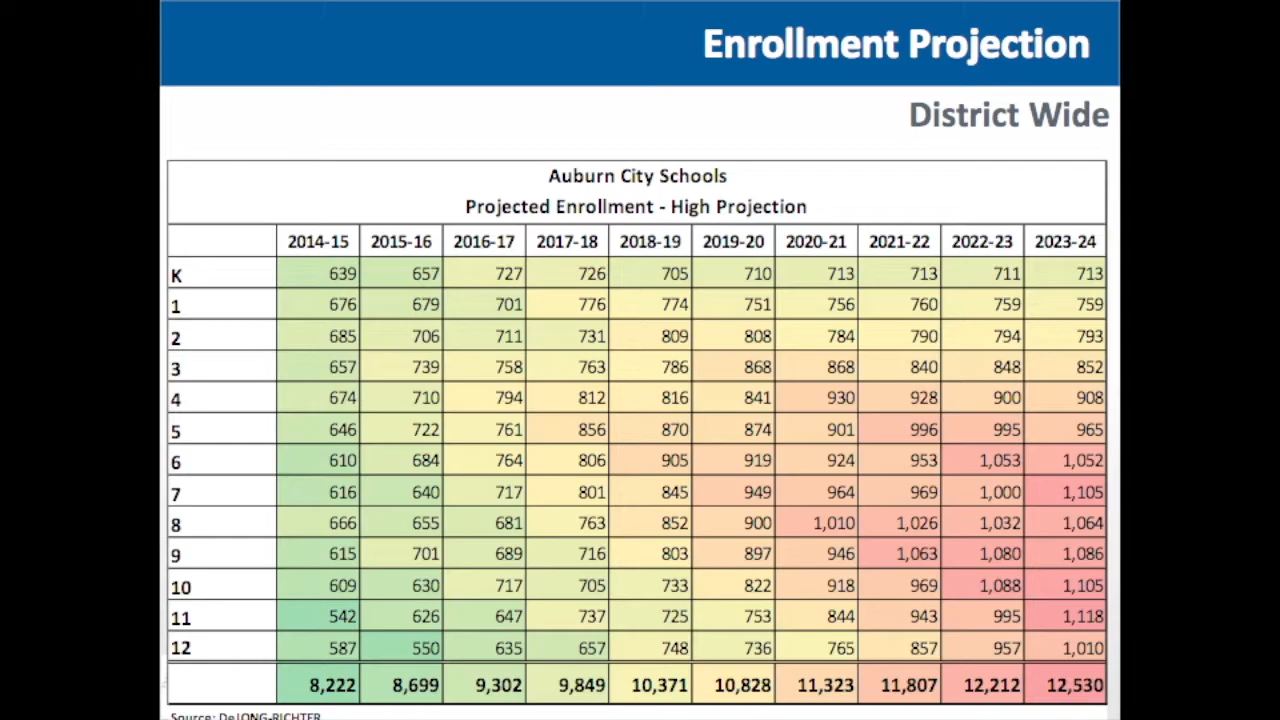 Enrollment Projection
District Wide
Auburn City Schools
Projected Enrollment - High Projection
2014-15 2015-16 2016-17 2017-18 2018-19 2019-20 2020-21 2021-22 2022-23 2023-24
K 639 657 727 726 705 710 713 713 711 713
1 676 679 701 776 774 751 756 760 759 759
2 685 706 711 731 809 808 784 790 794 793
3 657 739 758 763 786 868 868 840 848 852
4 674 710 794 812 816 841 930 928 900 908
5 646 722 761 856 870 874 901 996 995 965
6 610 684 764 806 905 919 924 953 1,053 1,052
7 616 640 717 801 845 949 964 969 1,000 1,105
8 666 655 681 763 852 900 1,010 1,026 1,032 1,064
9 615 701 689 716 803 897 946 1,063 1,080 1,086
10 609 630 717 705 733 822 918 969 1,088 1,105
11 542 626 647 737 725 753 844 943 995 1,118
12 587 550 635 657 748 736 765 857 957 1,010
8,222 8,699 9,302 9,849 10,371 10,828 11,323 11,807 12,212 12,530
Source: DeJONG-RICHTER